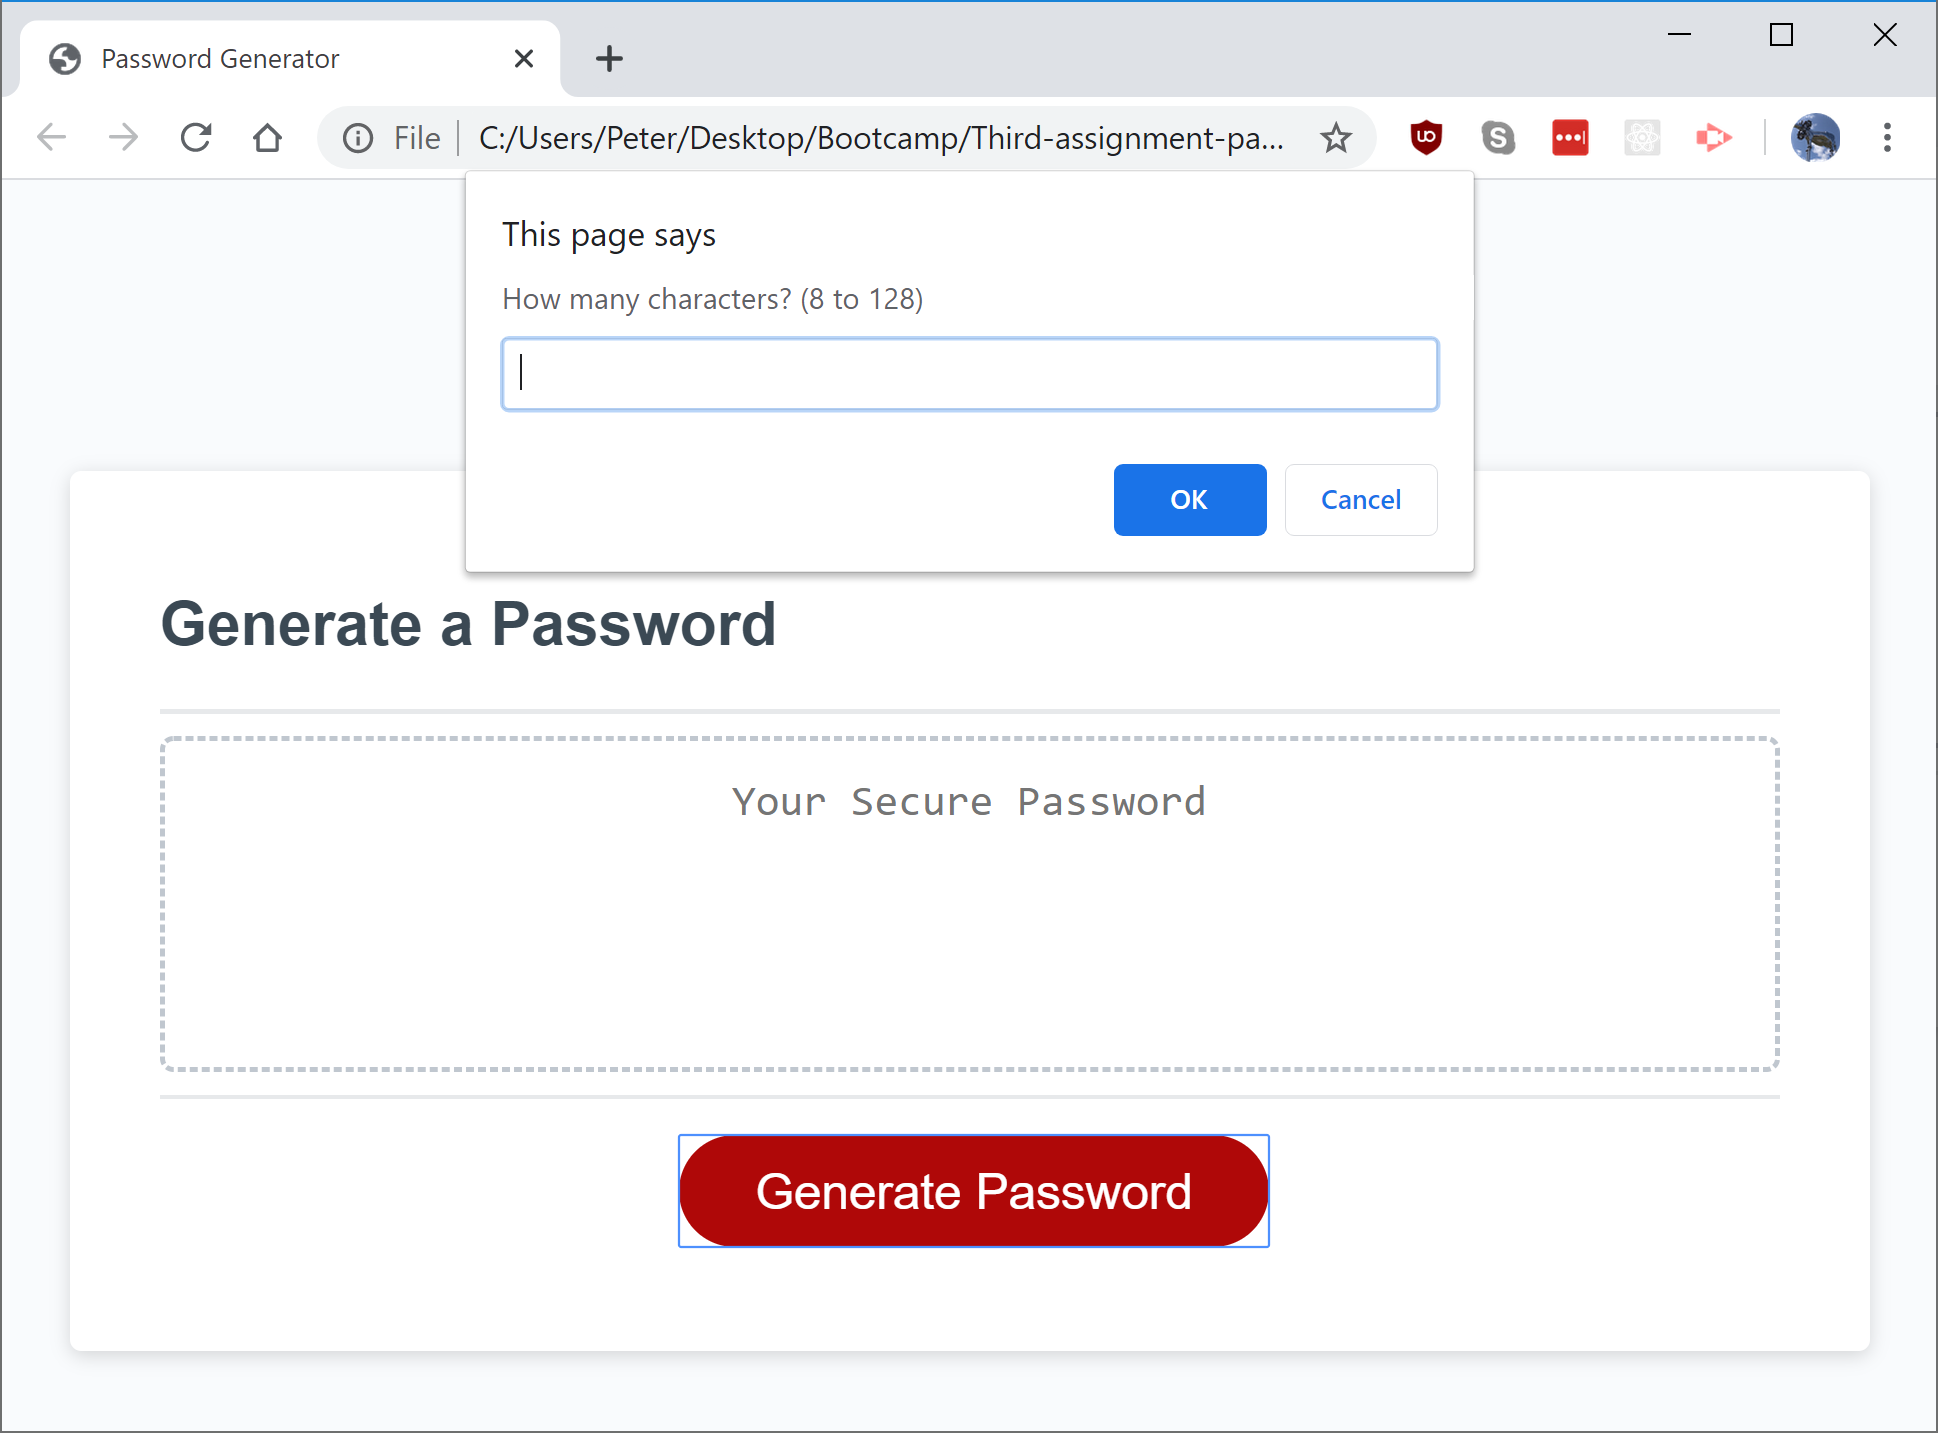 Password Generator
File C:/Users/Peter/Desktop/Bootcamp/Third-assignment-pa...
This page says
How many characters? (8 to 128)
OK Cancel
Generate a Password
Your Secure Password
Generate Password